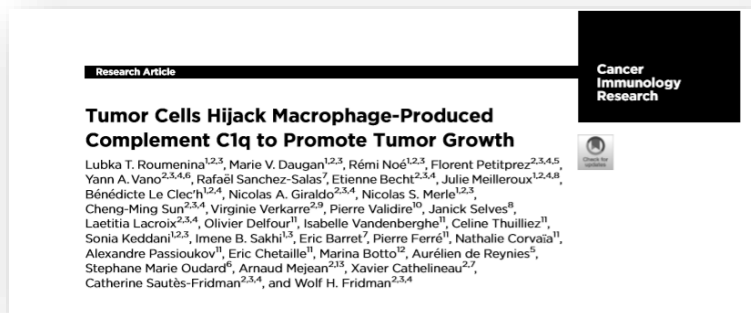 Research Article
Cancer
Immunology
Research
Tumor Cells Hijack Macrophage-Produced
Complement C1q to Promote Tumor Growth
Check for
updates
Lubka T. Roumenina1,2,3, Marie V. Daugan1,2,3, Rémi Noé1,2,3, Florent Petitprez2,3,4,5,
Yann A. Vano2,3,4,6, Rafaël Sanchez-Salas7, Etienne Becht2,3,4, Julie Meilleroux1,2,4,8,
Bénédicte Le Clec'h1,2,4, Nicolas A. Giraldo2,3,4, Nicolas S. Merle1,2,3,
Cheng-Ming Sun2,3,4, Virginie Verkarre2,9, Pierre Validire10, Janick Selves8,
Laetitia Lacroix2,3,4, Olivier Delfour11, Isabelle Vandenberghe11, Celine Thuilliez11,
Sonia Keddani1,2,3, Imene B. Sakhi1,3, Eric Barret7, Pierre Ferré11, Nathalie Corvaïa11,
Alexandre Passioukov11, Eric Chetaille11, Marina Botto12, Aurélien de Reynies5,
Stephane Marie Oudard6, Arnaud Mejean2,13, Xavier Cathelineau2,7,
Catherine Sautès-Fridman2,3,4, and Wolf H. Fridman2,3,4